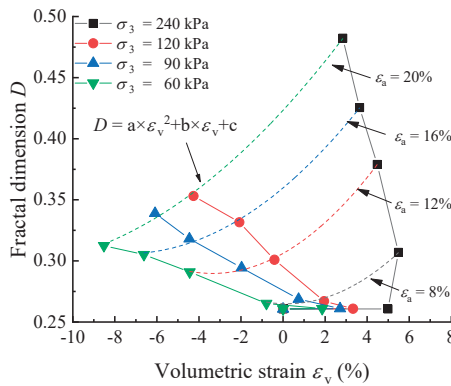 σ₃ = 240 kPa
σ₃ = 120 kPa
σ₃ = 90 kPa
σ₃ = 60 kPa
D = a×εᵥ²+b×εᵥ+c
εₐ = 20%
εₐ = 16%
εₐ = 12%
εₐ = 8%
Fractal dimension D
0.50
0.45
0.40
0.35
0.30
0.25
-10 -8 -6 -4 -2 0 2 4 6 8
Volumetric strain εᵥ (%)